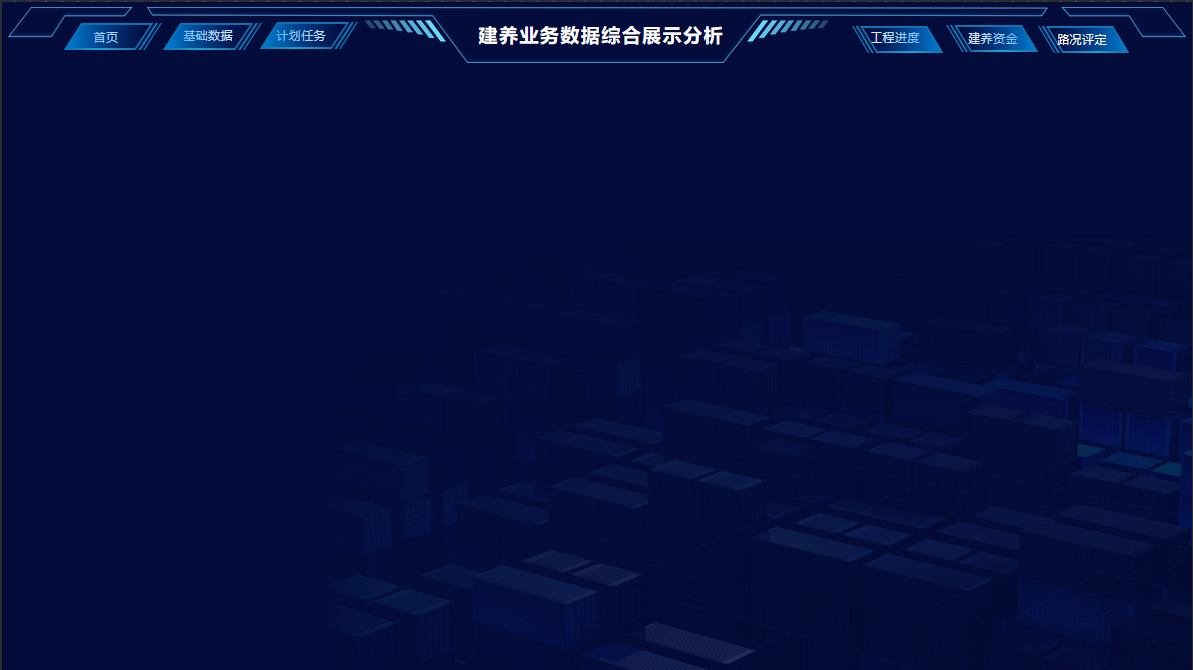 首页
基础数据
计划任务
建养业务数据综合展示分析
工程进度
建养资金
路况评定